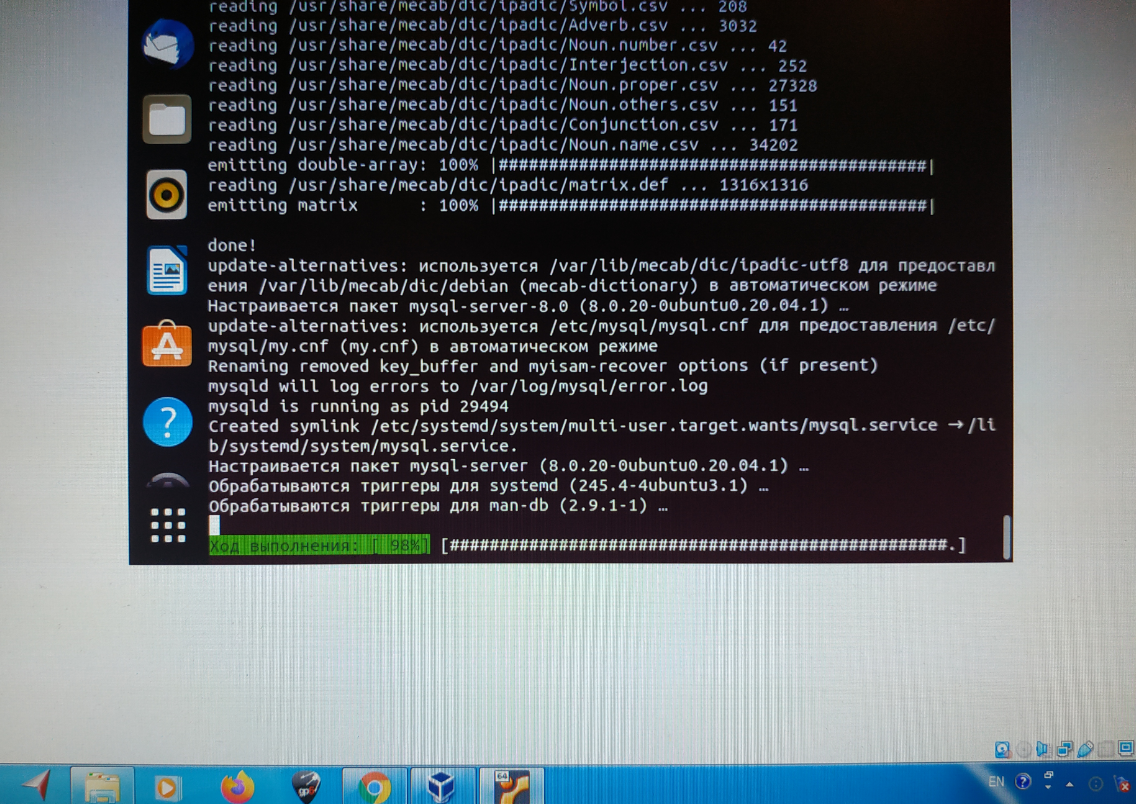 reading /usr/share/mecab/dic/ipadic/Symbol.csv ... 208
reading /usr/share/mecab/dic/ipadic/Adverb.csv ... 3032
reading /usr/share/mecab/dic/ipadic/Noun.number.csv ... 42
reading /usr/share/mecab/dic/ipadic/Interjection.csv ... 252
reading /usr/share/mecab/dic/ipadic/Noun.proper.csv ... 27328
reading /usr/share/mecab/dic/ipadic/Noun.others.csv ... 151
reading /usr/share/mecab/dic/ipadic/Conjunction.csv ... 171
reading /usr/share/mecab/dic/ipadic/Noun.name.csv ... 34202
emitting double-array: 100% |###########################################|
reading /usr/share/mecab/dic/ipadic/matrix.def ... 1316x1316
emitting matrix      : 100% |###########################################|
done!
update-alternatives: используется /var/lib/mecab/dic/ipadic-utf8 для предоставл
ения /var/lib/mecab/dic/debian (mecab-dictionary) в автоматическом режиме
Настраивается пакет mysql-server-8.0 (8.0.20-0ubuntu0.20.04.1) …
update-alternatives: используется /etc/mysql/mysql.cnf для предоставления /etc/
mysql/my.cnf (my.cnf) в автоматическом режиме
Renaming removed key_buffer and myisam-recover options (if present)
mysqld will log errors to /var/log/mysql/error.log
mysqld is running as pid 29494
Created symlink /etc/systemd/system/multi-user.target.wants/mysql.service → /li
b/systemd/system/mysql.service.
Настраивается пакет mysql-server (8.0.20-0ubuntu0.20.04.1) …
Обрабатываются триггеры для systemd (245.4-4ubuntu3.1) …
Обрабатываются триггеры для man-db (2.9.1-1) …
Ход выполнения: [ 98%] [##################################################.]
64
EN